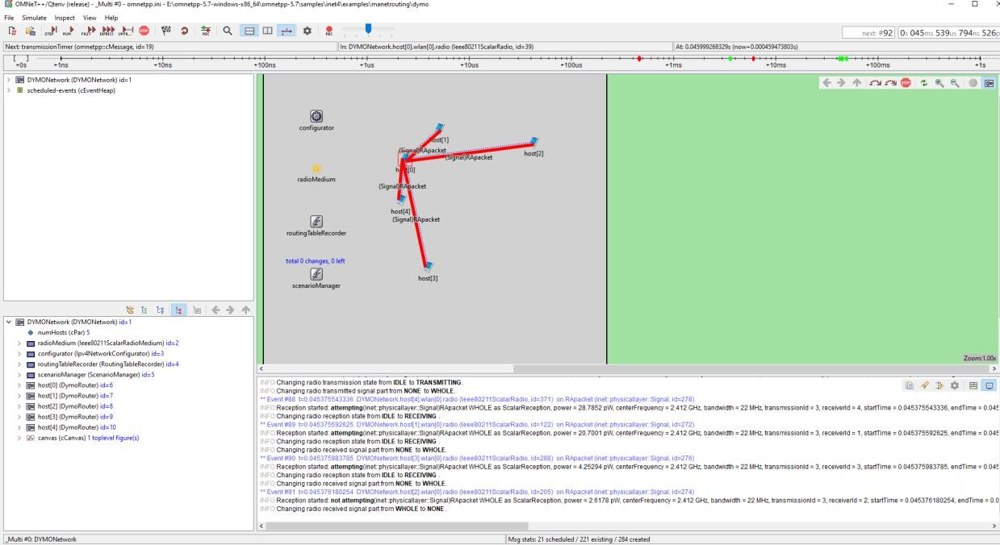 OMNeT++/Qtenv (release) - _Multi #0 - omnetpp.ini - E:\omnetpp-5.7-windows-x86_64\omnetpp-5.7\samples\inet4\examples\manetrouting\dymo
File Simulate Inspect View Help
STEP RUN FAST EXPRESS UNTIL... STOP REC REC
next: #92 0s 045ms 539us 794ns 526p
Next: transmissionTimer (omnetpp::cMessage, id=19) In: DYMONetwork.host[0].wlan[0].radio (Ieee80211ScalarRadio, id=39) At: 0.045999268329s (now+0.000459473803s)
+0s +1ns +10ns +100ns +1us +10us +100us +1ms +10ms +100ms +1s
DYMONetwork (DYMONetwork) id=1
scheduled-events (cEventHeap)
STOP
configurator
host[1]
(Signal)RApacket
host[2]
(Signal)RApacket
host[0]
radioMedium
(Signal)RApacket
host[4]
(Signal)RApacket
routingTableRecorder
total 0 changes, 0 left
host[3]
scenarioManager
Zoom:1.00x
DYMONetwork (DYMONetwork) id=1
numHosts (cPar) 5
radioMedium (Ieee80211ScalarRadioMedium) id=2
configurator (Ipv4NetworkConfigurator) id=3
routingTableRecorder (RoutingTableRecorder) id=4
scenarioManager (ScenarioManager) id=5
host[0] (DymoRouter) id=6
host[1] (DymoRouter) id=7
host[2] (DymoRouter) id=8
host[3] (DymoRouter) id=9
host[4] (DymoRouter) id=10
canvas (cCanvas) 1 toplevel figure(s)
INFO:Changing radio transmission state from IDLE to TRANSMITTING.
INFO:Changing radio transmitted signal part from NONE to WHOLE.
** Event #88 t=0.045375543336 DYMONetwork.host[4].wlan[0].radio (Ieee80211ScalarRadio, id=371) on RApacket (inet::physicallayer::Signal, id=278)
INFO:Reception started: attempting(inet::physicallayer::Signal)RApacket WHOLE as ScalarReception, power = 28.7852 pW, centerFrequency = 2.412 GHz, bandwidth = 22 MHz, transmissionId = 3, receiverId = 4, startTime = 0.045375543336, endTime = 0.045
INFO:Changing radio reception state from IDLE to RECEIVING .
** Event #89 t=0.045375592625 DYMONetwork.host[1].wlan[0].radio (Ieee80211ScalarRadio, id=122) on RApacket (inet::physicallayer::Signal, id=272)
INFO:Reception started: attempting(inet::physicallayer::Signal)RApacket WHOLE as ScalarReception, power = 20.7001 pW, centerFrequency = 2.412 GHz, bandwidth = 22 MHz, transmissionId = 3, receiverId = 1, startTime = 0.045375592625, endTime = 0.045
INFO:Changing radio reception state from IDLE to RECEIVING .
INFO:Changing radio received signal part from NONE to WHOLE.
** Event #90 t=0.045375983785 DYMONetwork.host[3].wlan[0].radio (Ieee80211ScalarRadio, id=288) on RApacket (inet::physicallayer::Signal, id=276)
INFO:Reception started: attempting(inet::physicallayer::Signal)RApacket WHOLE as ScalarReception, power = 4.25294 pW, centerFrequency = 2.412 GHz, bandwidth = 22 MHz, transmissionId = 3, receiverId = 3, startTime = 0.045375983785, endTime = 0.045
INFO:Changing radio reception state from IDLE to RECEIVING .
INFO:Changing radio received signal part from NONE to WHOLE.
** Event #91 t=0.045376180254 DYMONetwork.host[2].wlan[0].radio (Ieee80211ScalarRadio, id=205) on RApacket (inet::physicallayer::Signal, id=274)
INFO:Reception started: not attempting(inet::physicallayer::Signal)RApacket WHOLE as ScalarReception, power = 2.6178 pW, centerFrequency = 2.412 GHz, bandwidth = 22 MHz, transmissionId = 3, receiverId = 2, startTime = 0.045376180254, endTime = 0.0
INFO:Changing radio received signal part from WHOLE to NONE .
_Multi #0: DYMONetwork Msg stats: 21 scheduled / 221 existing / 284 created